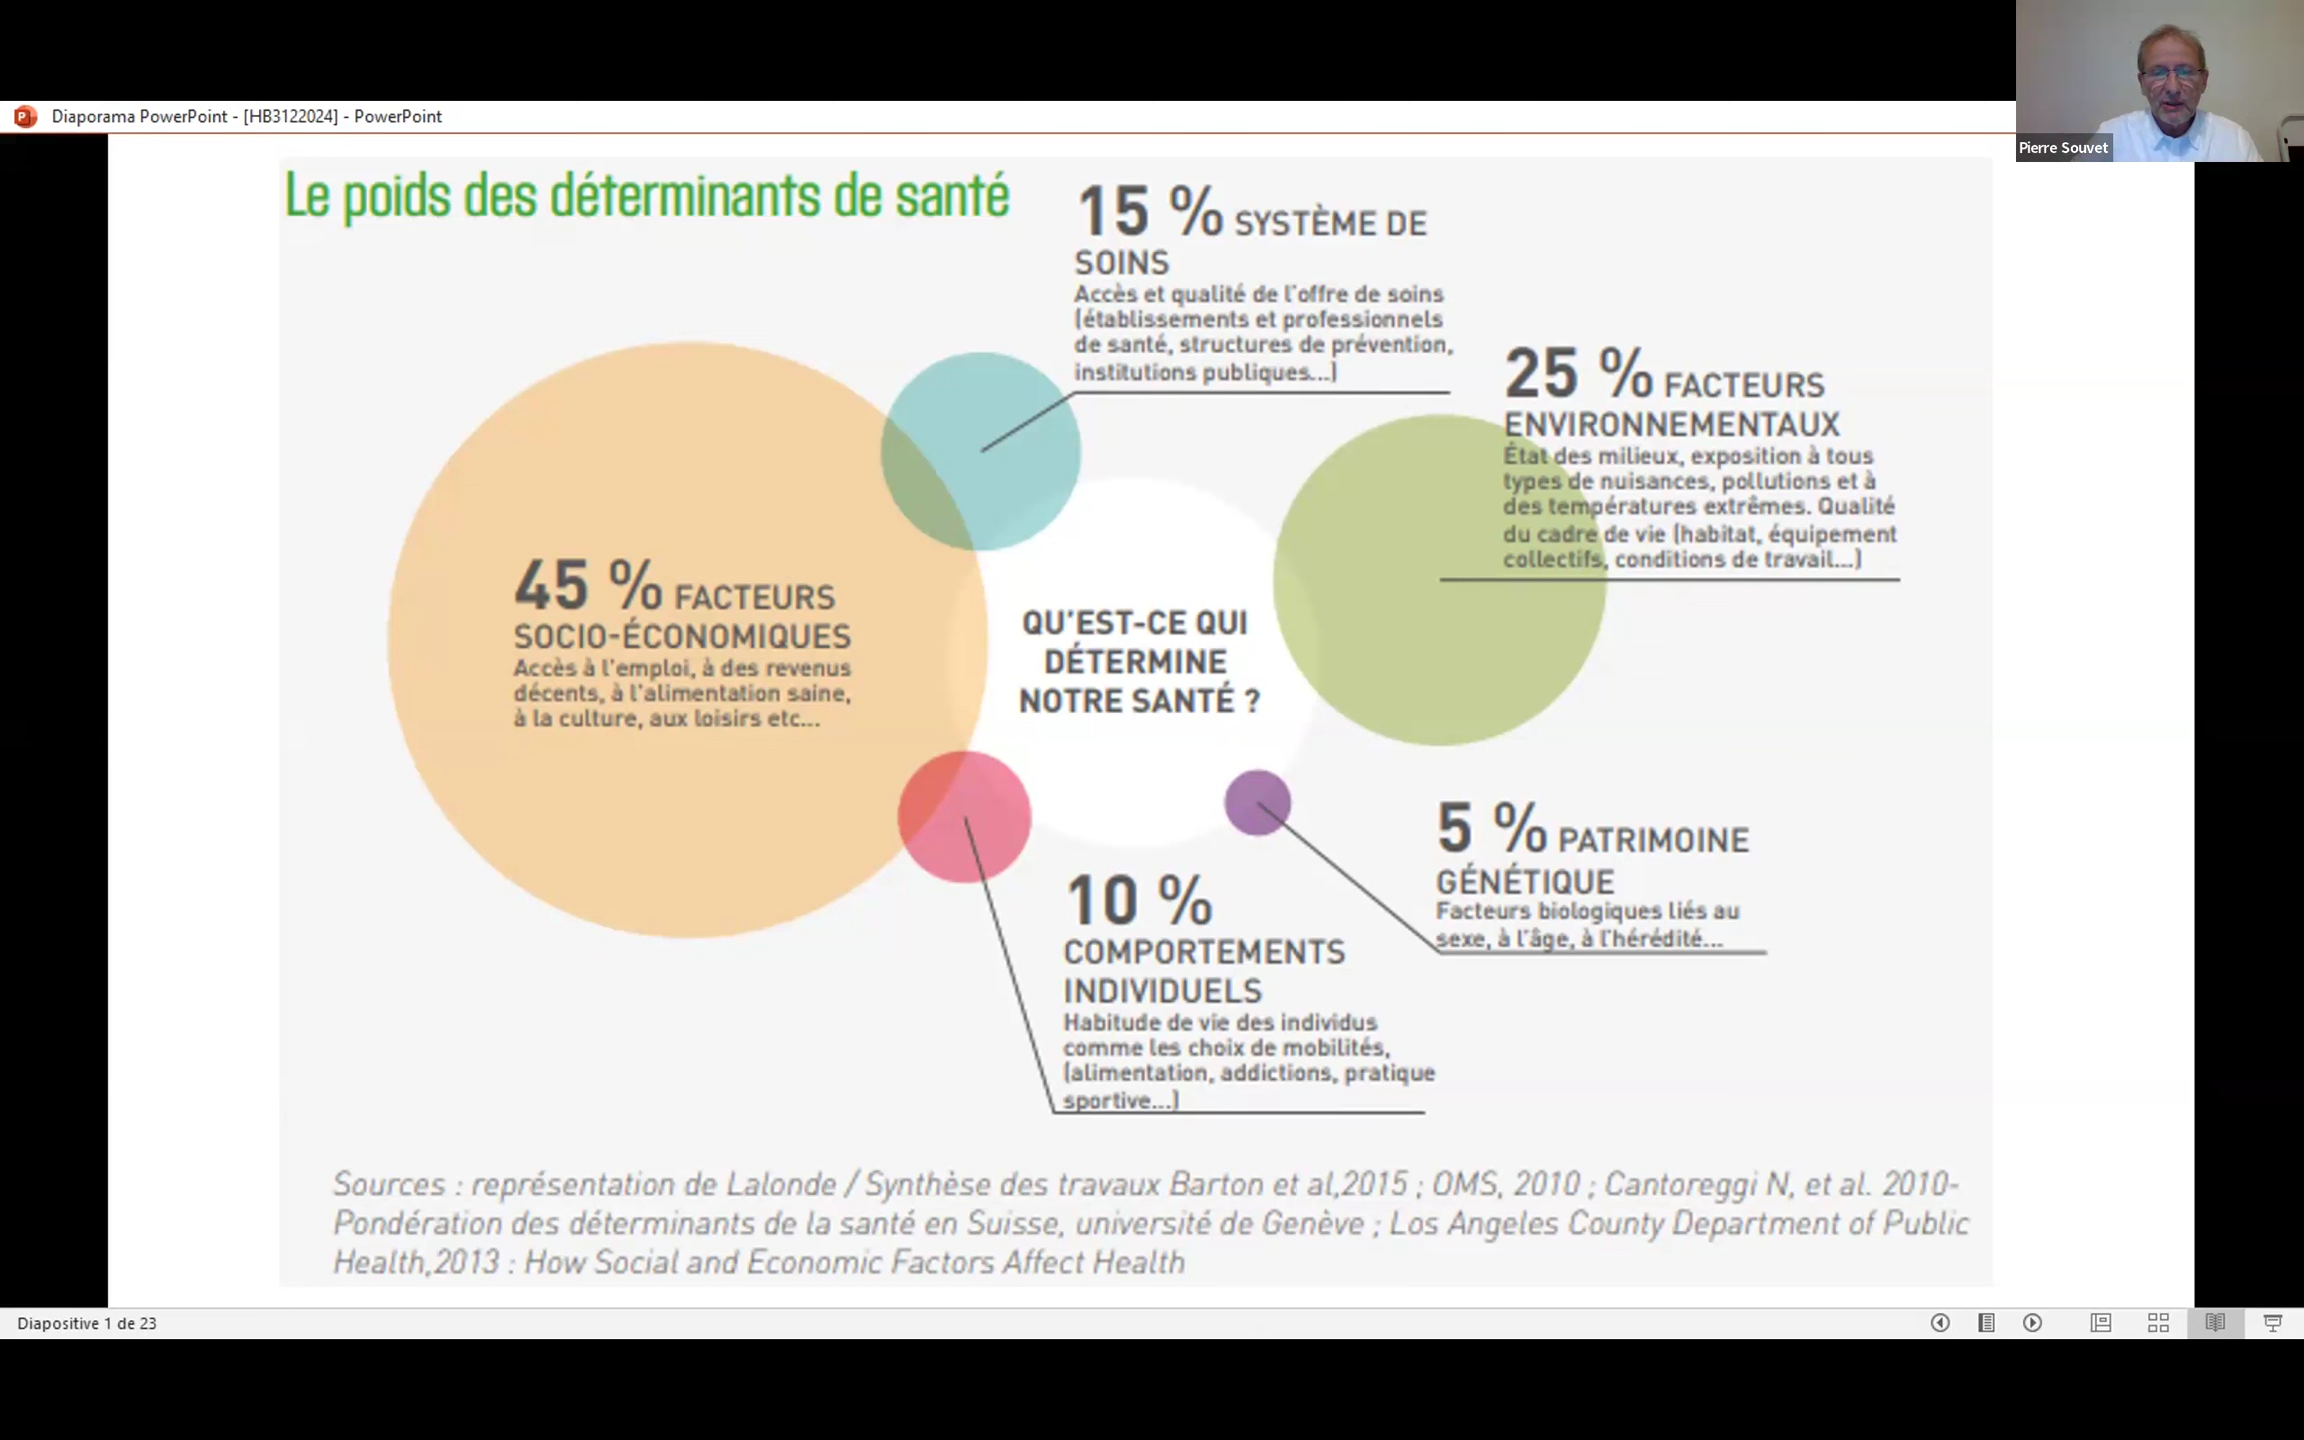 Diaporama PowerPoint - [HB3122024] - PowerPoint
Pierre Souvet
Le poids des déterminants de santé
15 % SYSTÈME DE
SOINS
Accès et qualité de l'offre de soins
(établissements et professionnels
de santé, structures de prévention,
institutions publiques...)
25 % FACTEURS
ENVIRONNEMENTAUX
État des milieux, exposition à tous
types de nuisances, pollutions et à
des températures extrêmes. Qualité
du cadre de vie (habitat, équipement
collectifs, conditions de travail...)
45 % FACTEURS
SOCIO-ÉCONOMIQUES
Accès à l'emploi, à des revenus
décents, à l'alimentation saine,
à la culture, aux loisirs etc...
QU'EST-CE QUI
DÉTERMINE
NOTRE SANTÉ ?
5 % PATRIMOINE
GÉNÉTIQUE
Facteurs biologiques liés au
sexe, à l'âge, à l'hérédité...
10 %
COMPORTEMENTS
INDIVIDUELS
Habitude de vie des individus
comme les choix de mobilités,
(alimentation, addictions, pratique
sportive...)
Sources : représentation de Lalonde / Synthèse des travaux Barton et al,2015 ; OMS, 2010 ; Cantoreggi N, et al. 2010-
Pondération des déterminants de la santé en Suisse, université de Genève ; Los Angeles County Department of Public
Health,2013 : How Social and Economic Factors Affect Health
Diapositive 1 de 23